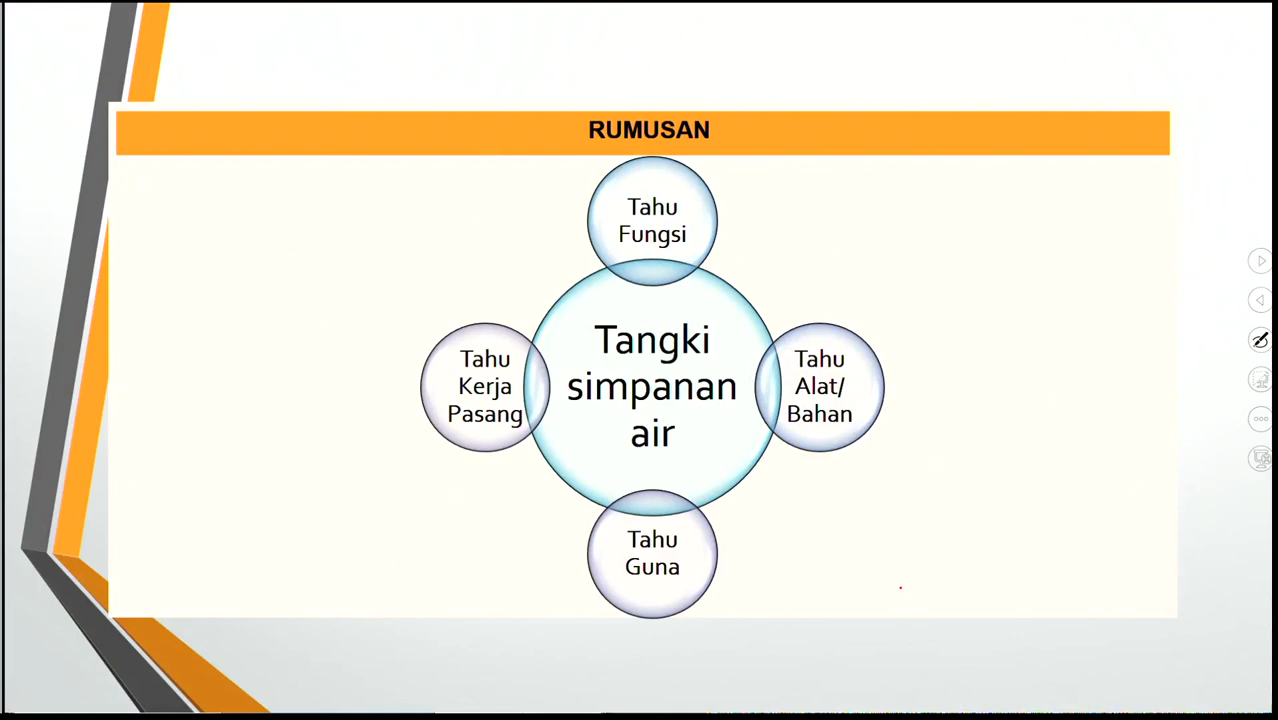 RUMUSAN
Tahu
Fungsi
Tangki
simpanan
air
Tahu
Kerja
Pasang
Tahu
Alat/
Bahan
Tahu
Guna